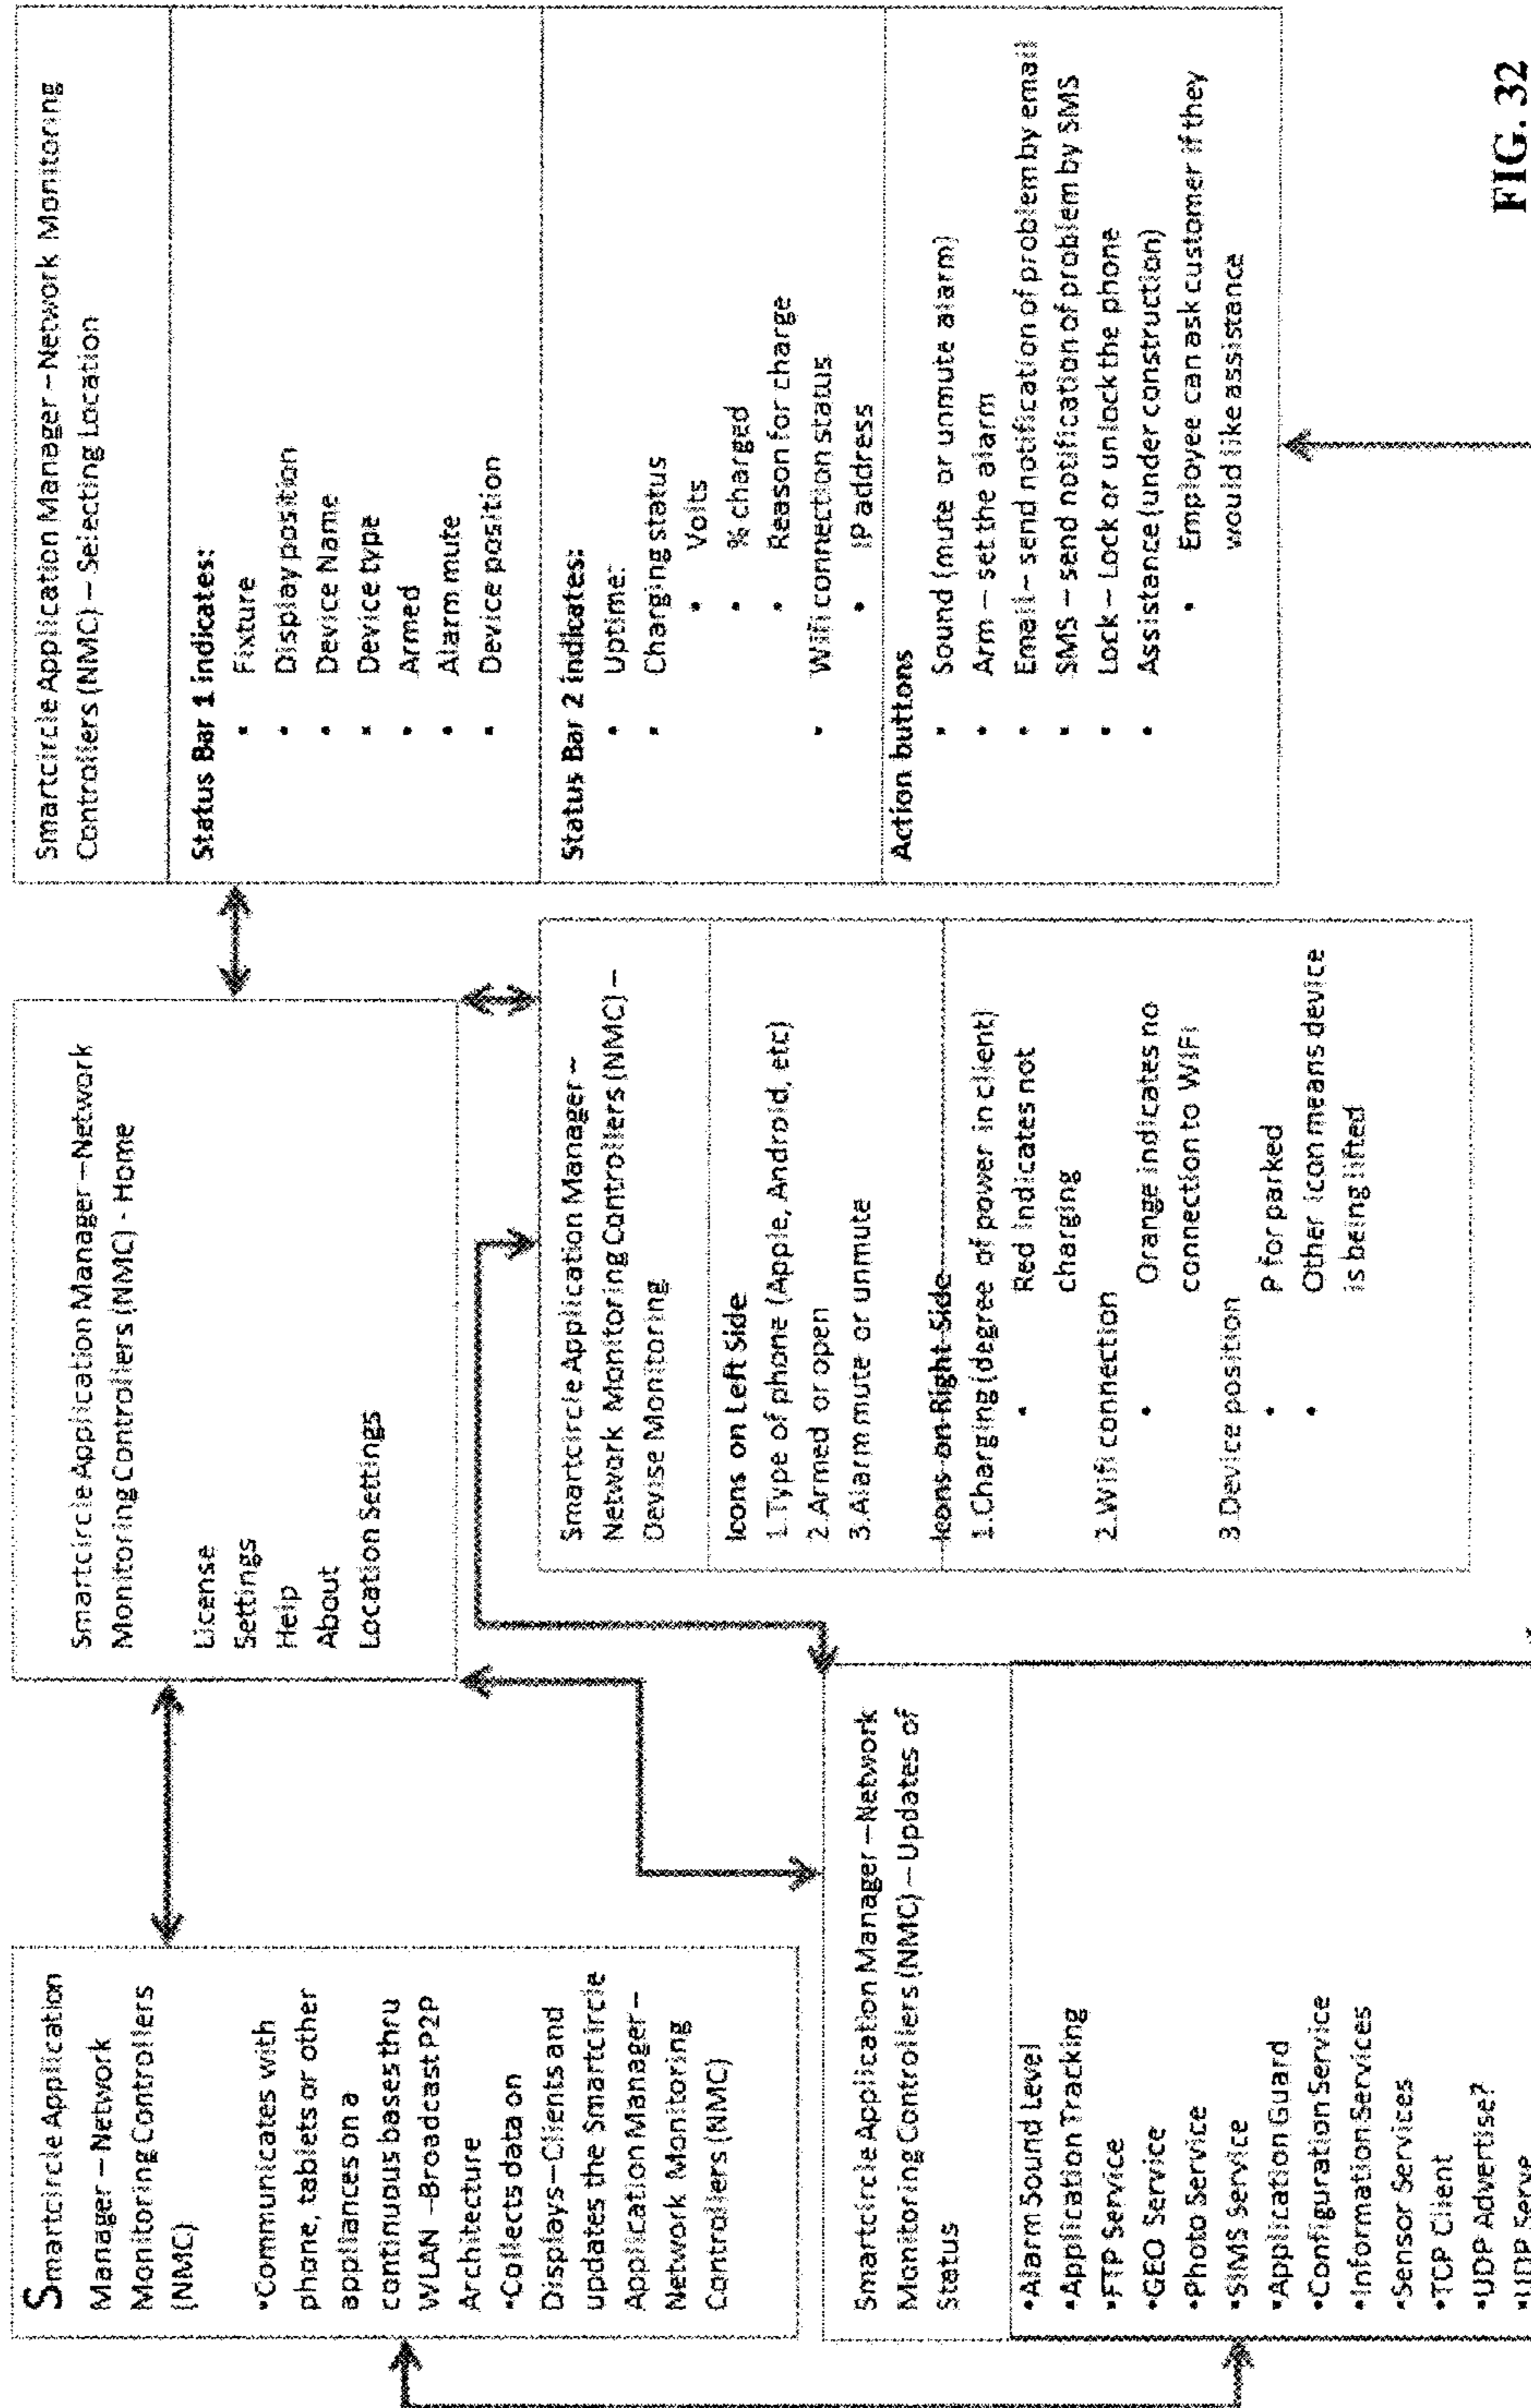 Smartcircle Application
Manager – Network
Monitoring Controllers
(NMC)
•Communicates with
phone, tablets or other
appliances on a
continuous bases thru
WLAN –Broadcast P2P
Architecture
•Collects data on
Displays–Clients and
updates the Smartcircle
Application Manager –
Network Monitoring
Controllers (NMC)
Smartcircle Application Manager –Network
Monitoring Controllers (NMC) - Home
License
Settings
Help
About
Location Settings
Smartcircle Application Manager –Network Monitoring
Controllers (NMC) – Selecting Location
Status Bar 1 indicates:
• Fixture
• Display position
• Device Name
• Device type
• Armed
• Alarm mute
• Device position
Status Bar 2 indicates:
• Uptime:
• Charging status
• Volts
• % charged
• Reason for charge
• Wifi connection status
• IP address
Action buttons
• Sound (mute or unmute alarm)
• Arm – set the alarm
• Email – send notification of problem by email
• SMS – send notification of problem by SMS
• Lock – Lock or unlock the phone
• Assistance (under construction)
• Employee can ask customer if they
would like assistance
Smartcircle Application Manager –Network
Monitoring Controllers (NMC) – Updates of
Status
•Alarm Sound Level
•Application Tracking
•FTP Service
•GEO Service
•Photo Service
•SIMS Service
•Application Guard
•Configuration Service
•Information Services
•Sensor Services
•TCP Client
•UDP Advertise?
•UDP Serve
Smartcircle Application Manager –
Network Monitoring Controllers (NMC) –
Devise Monitoring
Icons on Left Side
1.Type of phone (Apple, Android, etc)
2.Armed or open
3.Alarm mute or unmute
Icons on Right Side
1.Charging (degree of power in client)
• Red indicates not
charging
2.Wifi connection
• Orange indicates no
connection to WiFi
3.Device position
• P for parked
• Other icon means device
is being lifted
FIG. 32